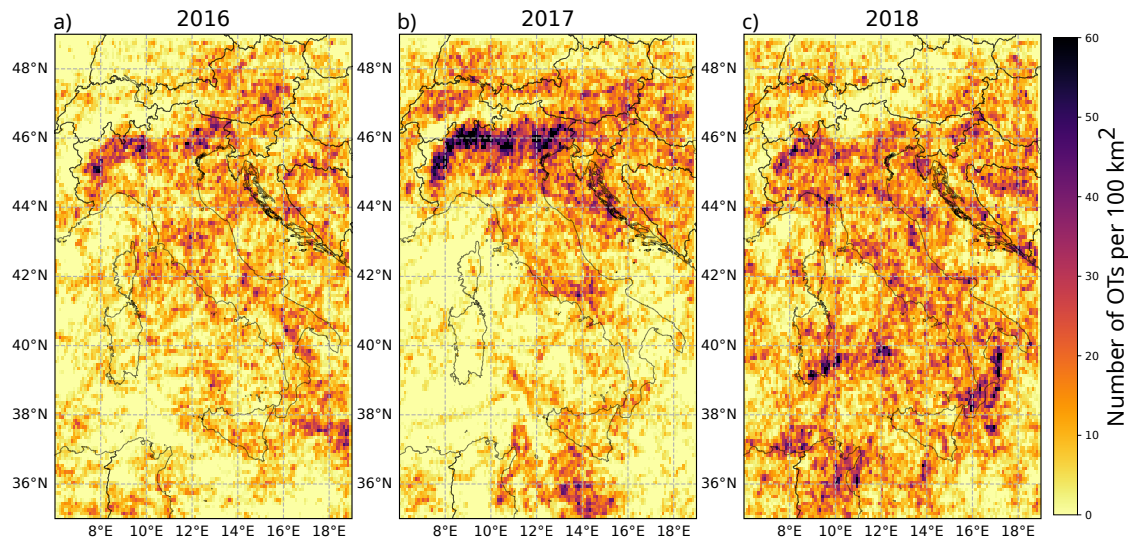 a) 2016 b) 2017 c) 2018
48°N 48°N 48°N
46°N 46°N 46°N
44°N 44°N 44°N
42°N 42°N 42°N
40°N 40°N 40°N
38°N 38°N 38°N
36°N 36°N 36°N
8°E 10°E 12°E 14°E 16°E 18°E 8°E 10°E 12°E 14°E 16°E 18°E 8°E 10°E 12°E 14°E 16°E 18°E
60
50
40
30
20
10
0
Number of OTs per 100 km²